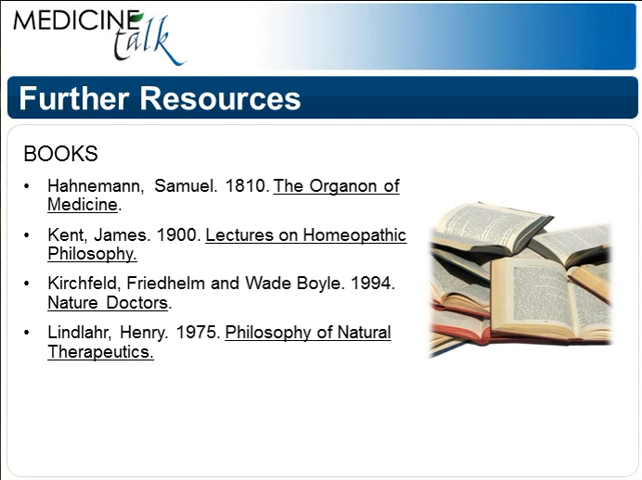 MEDICINE
talk
Further Resources
BOOKS
• Hahnemann, Samuel. 1810. The Organon of
Medicine.
• Kent, James. 1900. Lectures on Homeopathic
Philosophy.
• Kirchfeld, Friedhelm and Wade Boyle. 1994.
Nature Doctors.
• Lindlahr, Henry. 1975. Philosophy of Natural
Therapeutics.